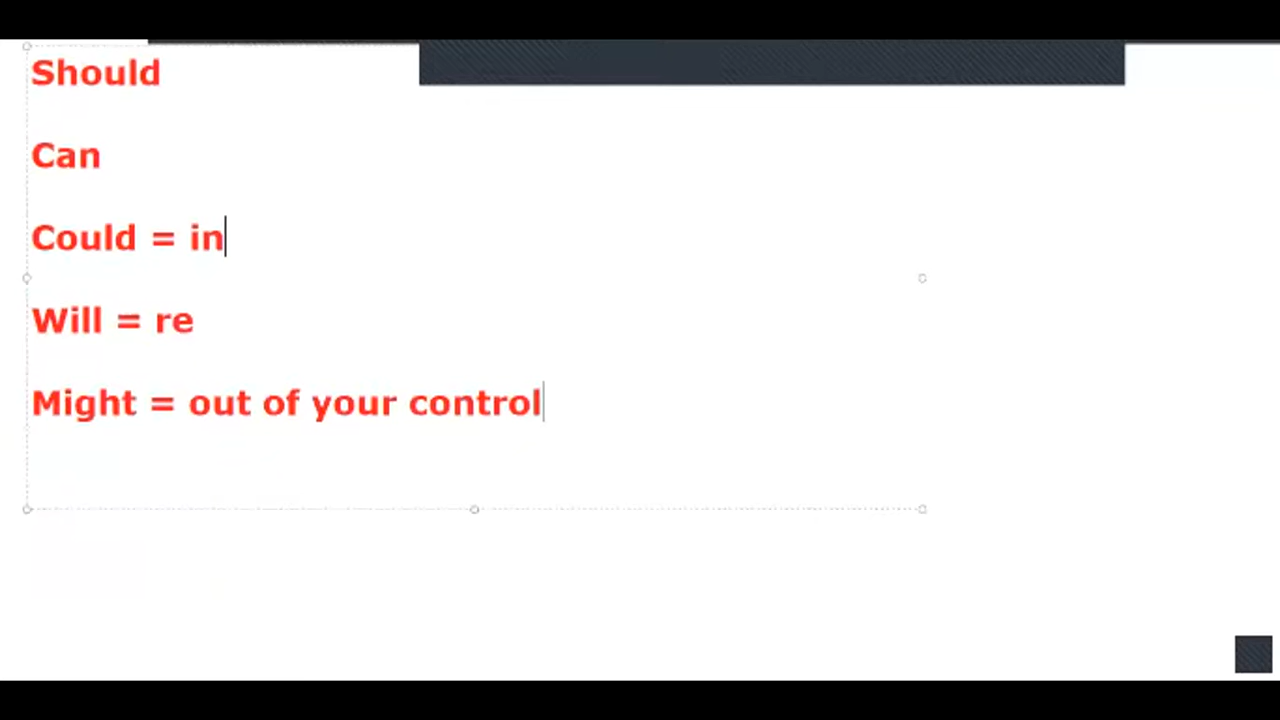 Should
Can
Could = in
Will = re
Might = out of your control